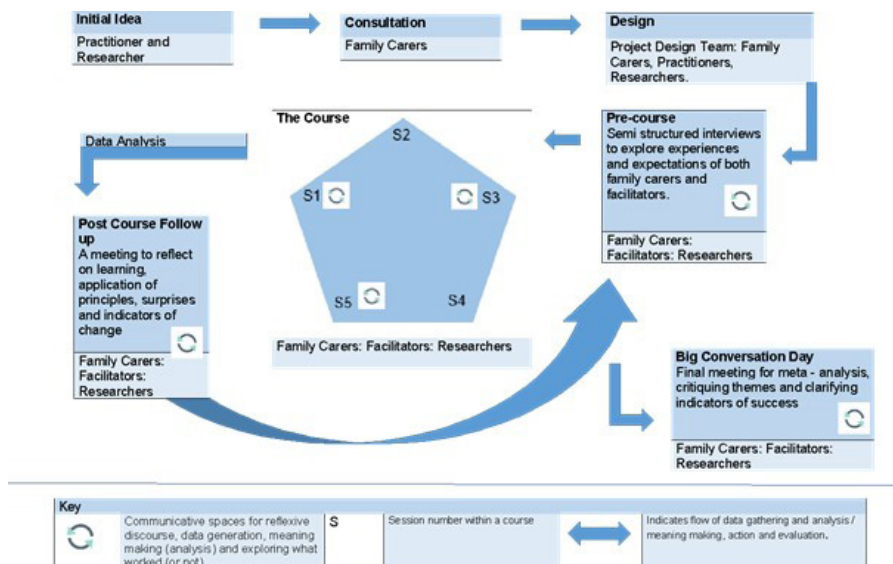 Initial Idea
Practitioner and
Researcher
Consultation
Family Carers
Design
Project Design Team: Family
Carers, Practitioners,
Researchers.
Pre-course
Semi structured interviews
to explore experiences
and expectations of both
family carers and
facilitators.
Family Carers:
Facilitators: Researchers
The Course
S1
S2
S3
S4
S5
Family Carers: Facilitators: Researchers
Data Analysis
Post Course Follow
up
A meeting to reflect
on learning,
application of
principles, surprises
and indicators of
change
Family Carers:
Facilitators:
Researchers
Big Conversation Day
Final meeting for meta - analysis,
critiquing themes and clarifying
indicators of success
Family Carers: Facilitators:
Researchers
Key
Communicative spaces for reflexive
discourse, data generation, meaning
making (analysis) and exploring what
worked (or not)
S
Session number within a course
Indicates flow of data gathering and analysis /
meaning making, action and evaluation.